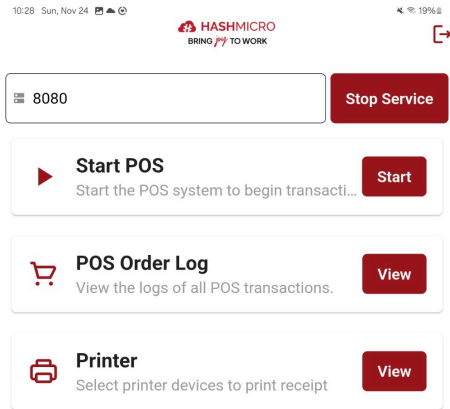 10:28 Sun, Nov 24
19%
HASHMICRO
BRING joy TO WORK
8080
Stop Service
Start POS
Start the POS system to begin transacti...
Start
POS Order Log
View the logs of all POS transactions.
View
Printer
Select printer devices to print receipt
View